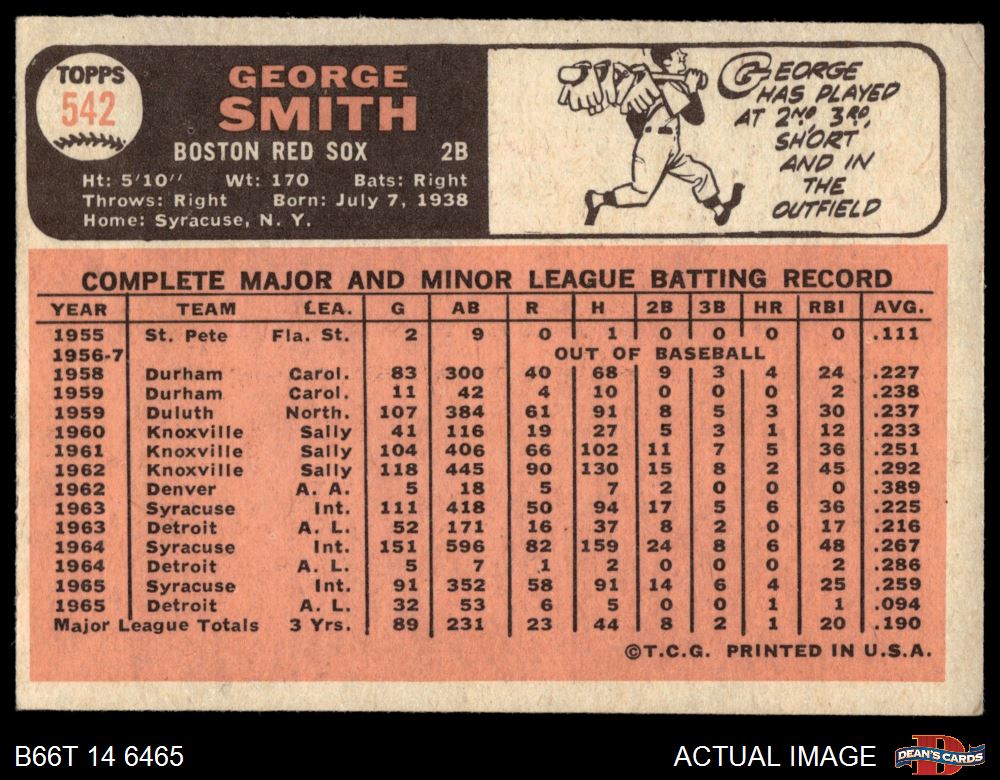 TOPPS
542
GEORGE
SMITH
BOSTON RED SOX 2B
Ht: 5'10" Wt: 170 Bats: Right
Throws: Right Born: July 7, 1938
Home: Syracuse, N. Y.
GEORGE
HAS PLAYED
AT 2ND, 3RD,
SHORT
AND IN
THE
OUTFIELD
COMPLETE MAJOR AND MINOR LEAGUE BATTING RECORD
YEAR TEAM LEA. G AB R H 2B 3B HR RBI AVG.
1955 St. Pete Fla. St. 2 9 0 1 0 0 0 0 .111
1956-7 OUT OF BASEBALL
1958 Durham Carol. 83 300 40 68 9 3 4 24 .227
1959 Durham Carol. 11 42 4 10 0 0 0 2 .238
1959 Duluth North. 107 384 61 91 8 5 3 30 .237
1960 Knoxville Sally 41 116 19 27 5 3 1 12 .233
1961 Knoxville Sally 104 406 66 102 11 7 5 36 .251
1962 Knoxville Sally 118 445 90 130 15 8 2 45 .292
1962 Denver A. A. 5 18 5 7 2 0 0 0 .389
1963 Syracuse Int. 111 418 50 94 17 5 6 36 .225
1963 Detroit A. L. 52 171 16 37 8 2 0 17 .216
1964 Syracuse Int. 151 596 82 159 24 8 6 48 .267
1964 Detroit A. L. 5 7 1 2 0 0 0 2 .286
1965 Syracuse Int. 91 352 58 91 14 6 4 25 .259
1965 Detroit A. L. 32 53 6 5 0 0 1 1 .094
Major League Totals 3 Yrs. 89 231 23 44 8 2 1 20 .190
©T.C.G. PRINTED IN U.S.A.
B66T 14 6465 ACTUAL IMAGE
DEAN'S CARDS